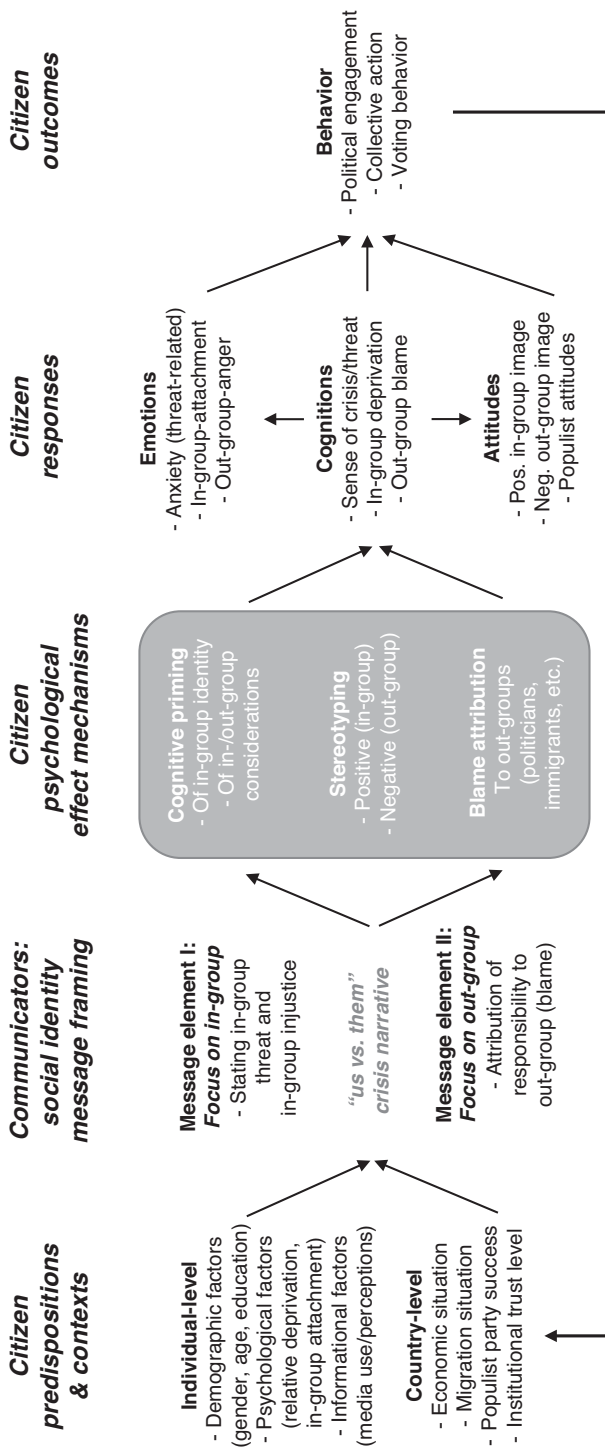 Citizen
predispositions
& contexts
Individual-level
- Demographic factors
(gender, age, education)
- Psychological factors
(relative deprivation,
in-group attachment)
- Informational factors
(media use/perceptions)
Country-level
- Economic situation
- Migration situation
- Populist party success
- Institutional trust level
Communicators:
social identity
message framing
Message element I:
Focus on in-group
- Stating in-group
threat and
in-group injustice
“us vs. them”
crisis narrative
Message element II:
Focus on out-group
- Attribution of
responsibility to
out-group (blame)
Citizen
psychological
effect mechanisms
Cognitive priming
- Of in-group identity
- Of in-/out-group
considerations
Stereotyping
- Positive (in-group)
- Negative (out-group)
Blame attribution
To out-groups
(politicians,
immigrants, etc.)
Citizen
responses
Emotions
- Anxiety (threat-related)
- In-group-attachment
- Out-group-anger
Cognitions
- Sense of crisis/threat
- In-group deprivation
- Out-group blame
Attitudes
- Pos. in-group image
- Neg. out-group image
- Populist attitudes
Citizen
outcomes
Behavior
- Political engagement
- Collective action
- Voting behavior